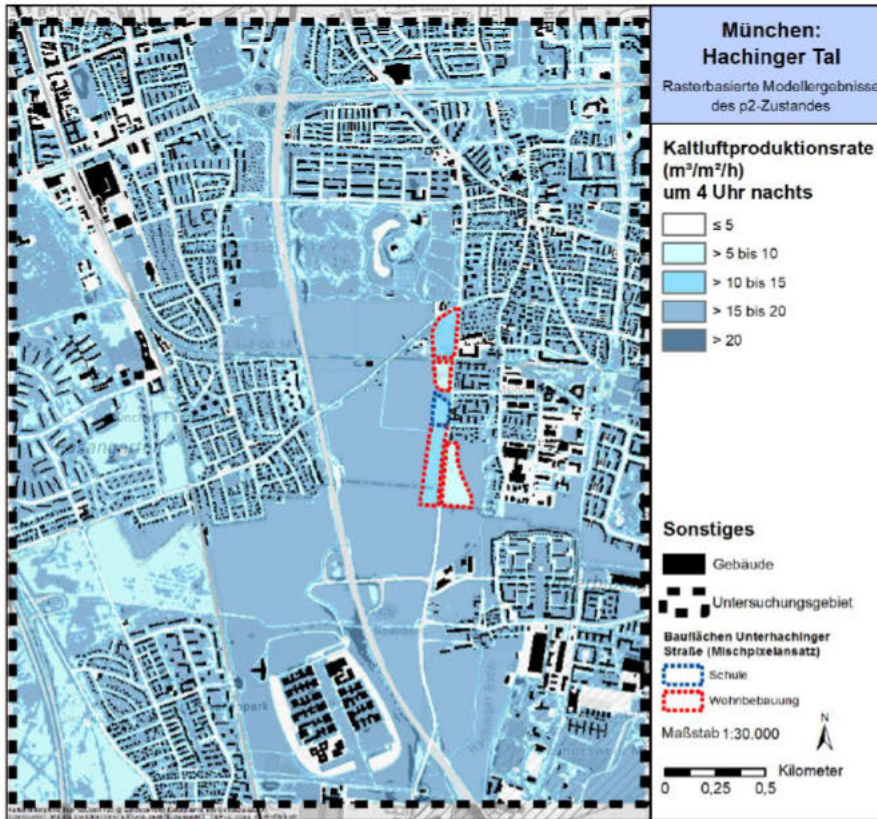 München:
Hachinger Tal
Rasterbasierte Modellergebnisse
des p2-Zustandes
Kaltluftproduktionsrate
(m³/m²/h)
um 4 Uhr nachts
≤ 5
> 5 bis 10
> 10 bis 15
> 15 bis 20
> 20
Sonstiges
Gebäude
Untersuchungsgebiet
Bauflächen Unterhachinger
Straße (Mischpixelansatz)
Schule
Wohnbebauung
N
Maßstab 1:30.000
Kilometer
0 0,25 0,5